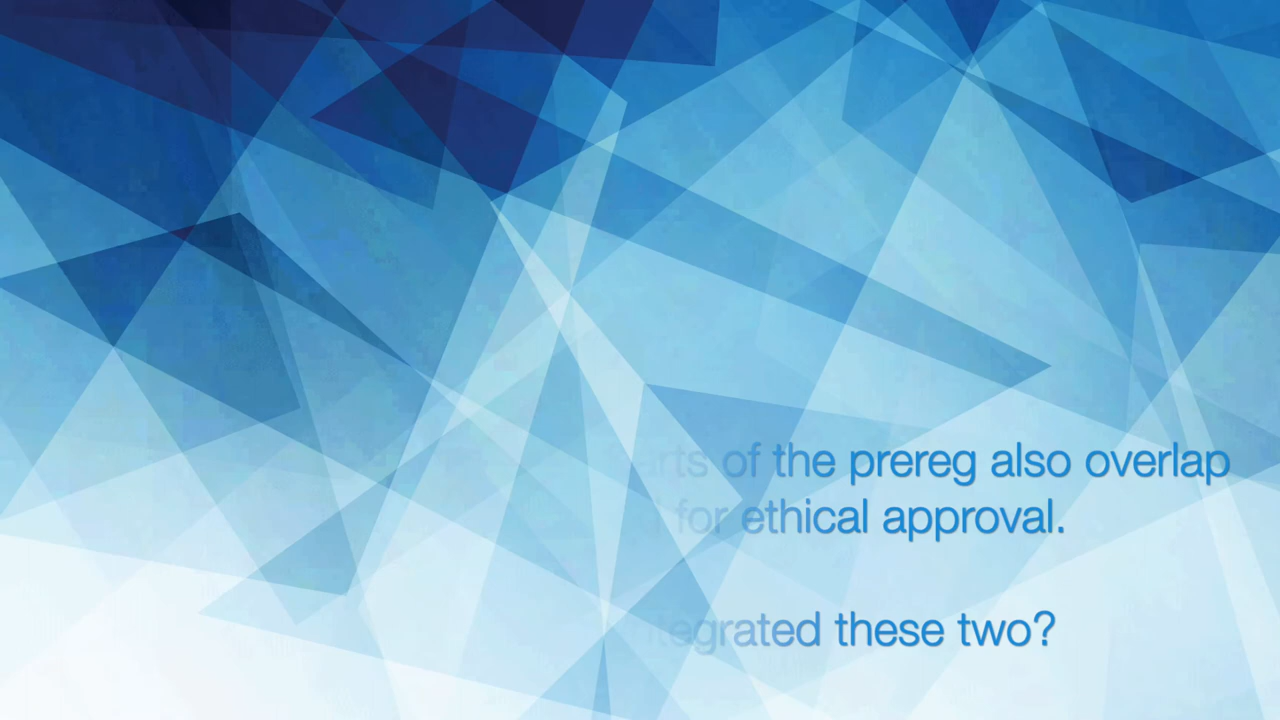 of the prereg also overlap
for ethical approval.
these two?